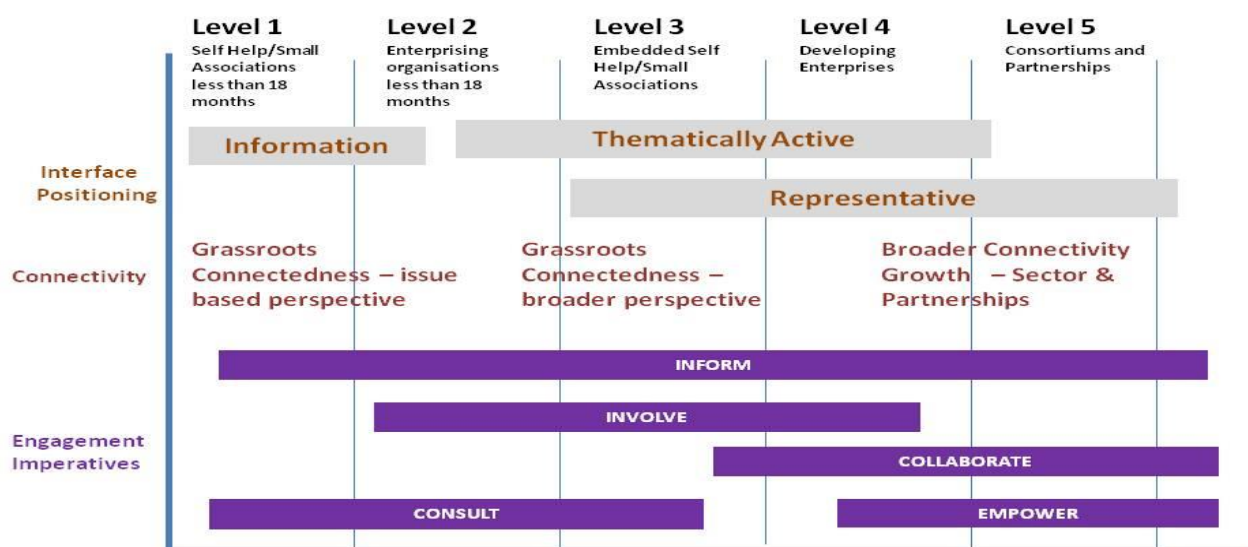 Level 1
Self Help/Small
Associations
less than 18
months
Level 2
Enterprising
organisations
less than 18
months
Level 3
Embedded Self
Help/Small
Associations
Level 4
Developing
Enterprises
Level 5
Consortiums and
Partnerships
Interface
Positioning
Information
Thematically Active
Representative
Connectivity
Grassroots
Connectedness – issue
based perspective
Grassroots
Connectedness –
broader perspective
Broader Connectivity
Growth – Sector &
Partnerships
Engagement
Imperatives
INFORM
INVOLVE
COLLABORATE
CONSULT
EMPOWER